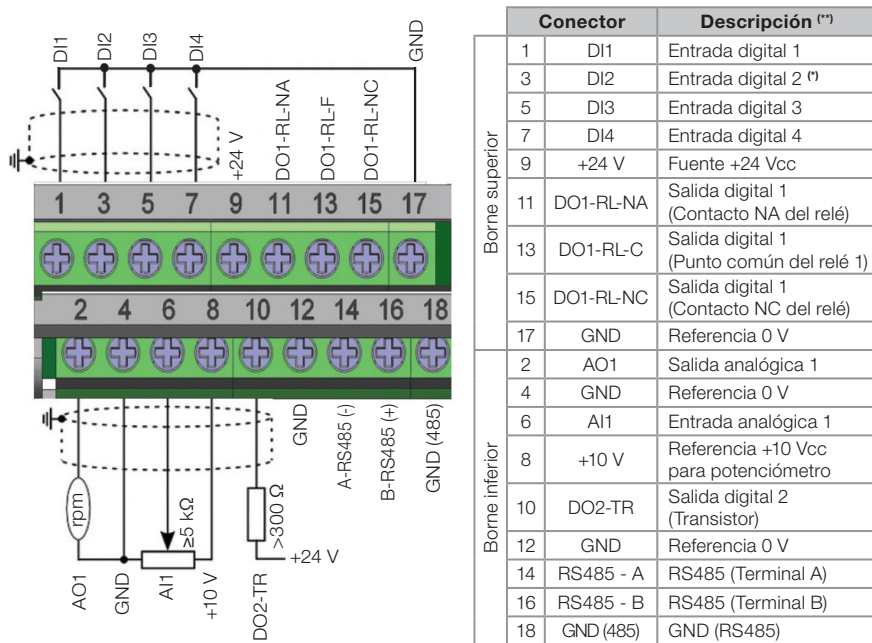 DI1
DI2
DI3
DI4
GND
+24 V
DO1-RL-NA
DO1-RL-F
DO1-RL-NC
1 3 5 7 9 11 13 15 17
2 4 6 8 10 12 14 16 18
GND
A-RS485 (-)
B-RS485 (+)
GND (485)
rpm
≥5 kΩ
>300 Ω
+24 V
AO1
GND
AI1
+10 V
DO2-TR
Conector Descripción (**)
Borne superior
1 DI1 Entrada digital 1
3 DI2 Entrada digital 2 (*)
5 DI3 Entrada digital 3
7 DI4 Entrada digital 4
9 +24 V Fuente +24 Vcc
11 DO1-RL-NA Salida digital 1
(Contacto NA del relé)
13 DO1-RL-C Salida digital 1
(Punto común del relé 1)
15 DO1-RL-NC Salida digital 1
(Contacto NC del relé)
17 GND Referencia 0 V
Borne inferior
2 AO1 Salida analógica 1
4 GND Referencia 0 V
6 AI1 Entrada analógica 1
8 +10 V Referencia +10 Vcc
para potenciómetro
10 DO2-TR Salida digital 2
(Transistor)
12 GND Referencia 0 V
14 RS485 - A RS485 (Terminal A)
16 RS485 - B RS485 (Terminal B)
18 GND (485) GND (RS485)